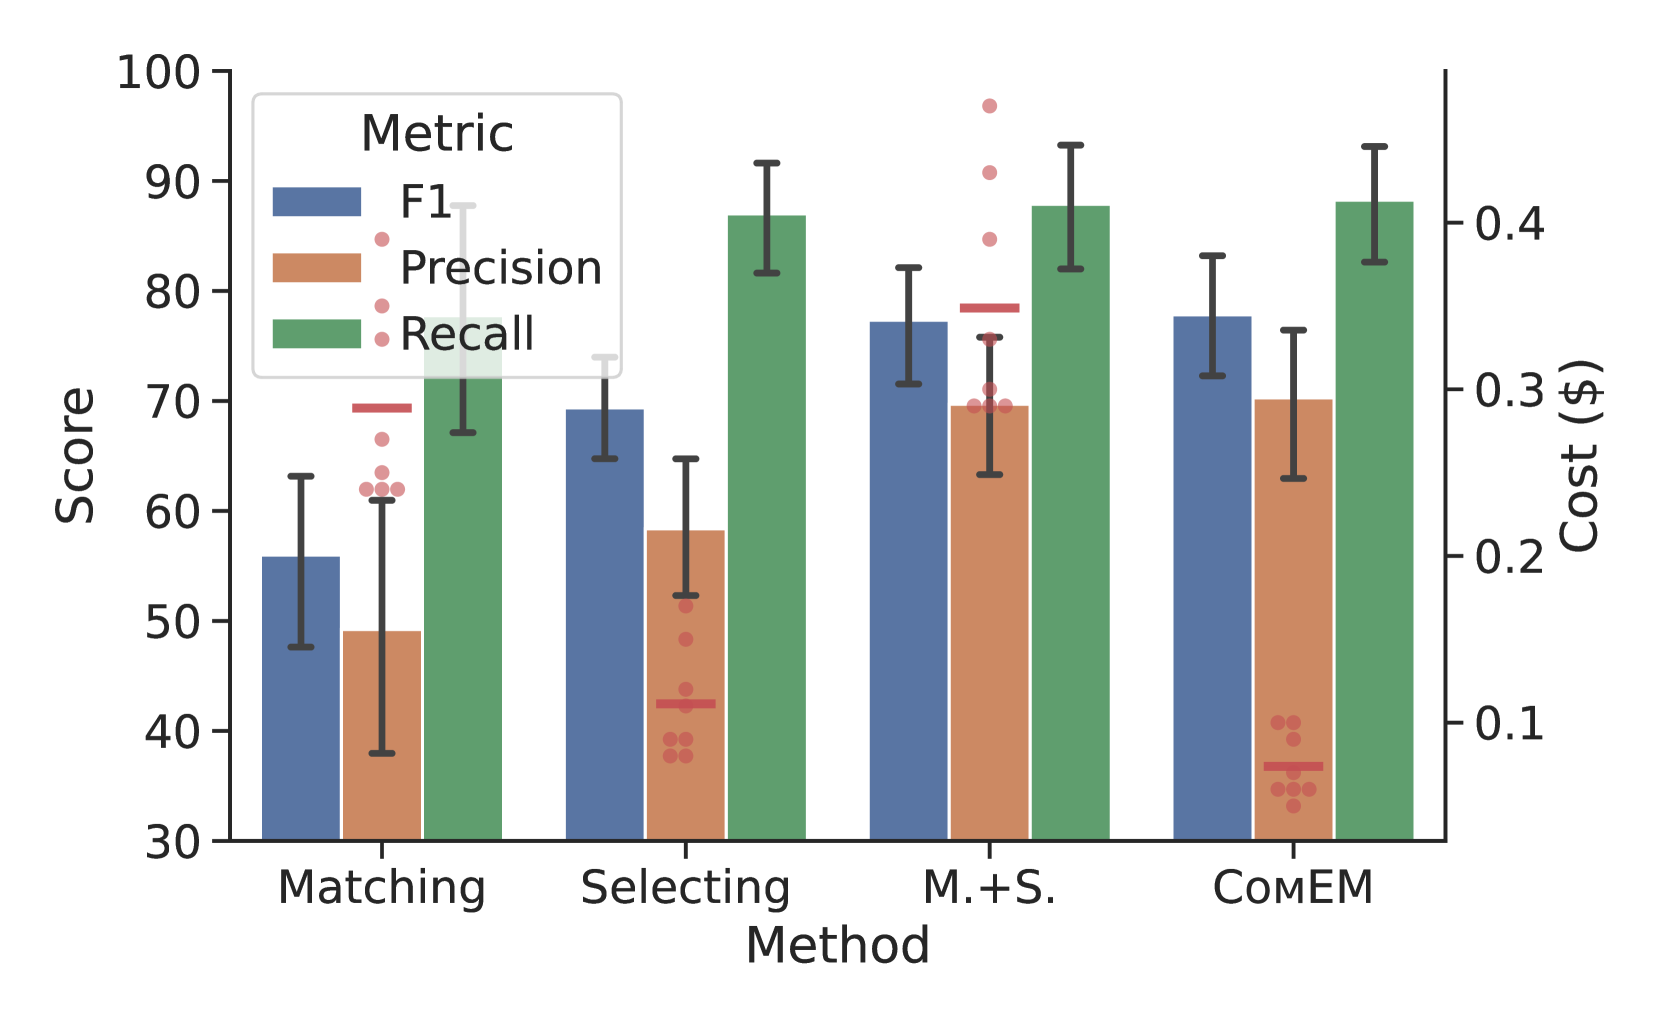 100
90
80
70
60
50
40
30
Score
Metric
F1
Precision
Recall
0.4
0.3
0.2
0.1
Cost ($)
Matching
Selecting
M.+S.
CᴏᴍEM
Method